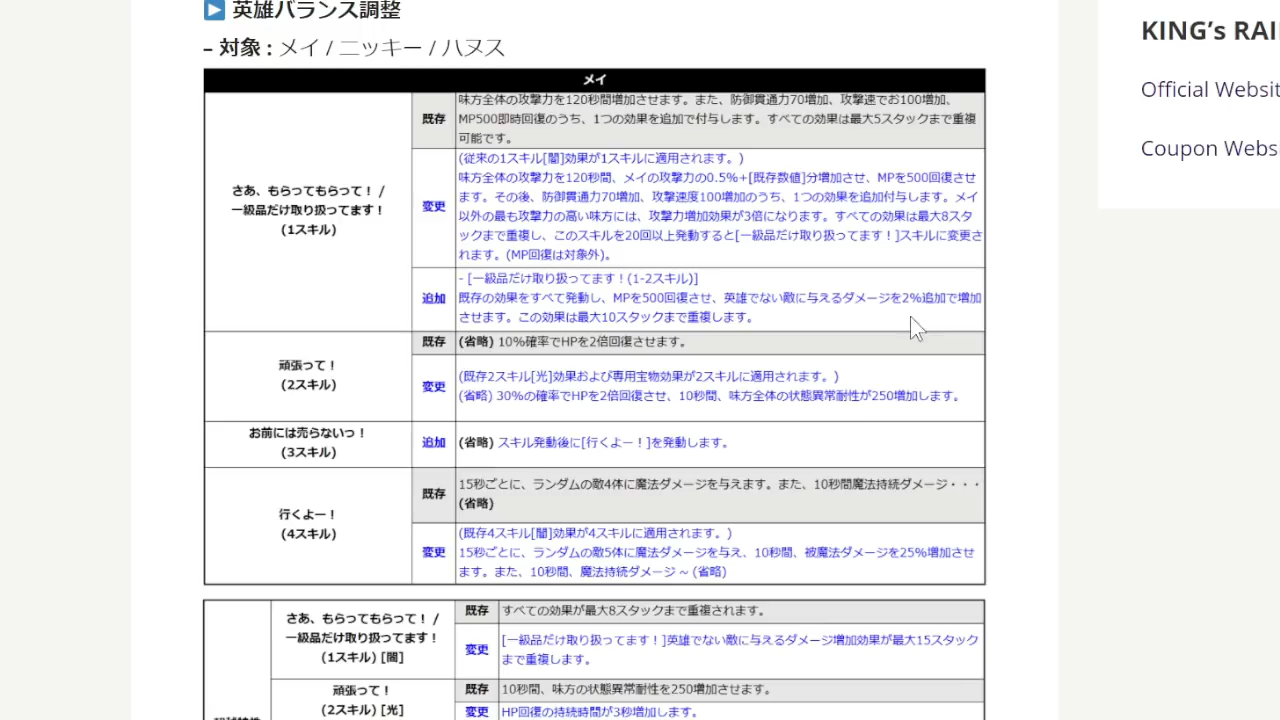 英雄バランス調整
– 対象 : メイ / ニッキー / ハヌス
メイ
さあ、もらってもらって！ /
一級品だけ取り扱ってます！
(1スキル)
既存
味方全体の攻撃力を120秒間増加させます。また、防御貫通力70増加、攻撃速でお100増加、
MP500即時回復のうち、1つの効果を追加で付与します。すべての効果は最大5スタックまで重複
可能です。
変更
(従来の1スキル[闇]効果が1スキルに適用されます。)
味方全体の攻撃力を120秒間、メイの攻撃力の0.5%+[既存数値]分増加させ、MPを500回復させ
ます。その後、防御貫通力70増加、攻撃速度100増加のうち、1つの効果を追加付与します。メイ
以外の最も攻撃力の高い味方には、攻撃力増加効果が3倍になります。すべての効果は最大8スタ
ックまで重複し、このスキルを20回以上発動すると[一級品だけ取り扱ってます！]スキルに変更さ
れます。(MP回復は対象外)。
追加
- [一級品だけ取り扱ってます！(1-2スキル)]
既存の効果をすべて発動し、MPを500回復させ、英雄でない敵に与えるダメージを2%追加で増加
させます。この効果は最大10スタックまで重複します。
頑張って！
(2スキル)
既存
(省略) 10%確率でHPを2倍回復させます。
変更
(既存2スキル[光]効果および専用宝物効果が2スキルに適用されます。)
(省略) 30%の確率でHPを2倍回復させ、10秒間、味方全体の状態異常耐性が250増加します。
お前には売らないっ！
(3スキル)
追加
(省略) スキル発動後に[行くよー！]を発動します。
行くよー！
(4スキル)
既存
15秒ごとに、ランダムの敵4体に魔法ダメージを与えます。また、10秒間魔法持続ダメージ・・・
(省略)
変更
(既存4スキル[闇]効果が4スキルに適用されます。)
15秒ごとに、ランダムの敵5体に魔法ダメージを与え、10秒間、被魔法ダメージを25%増加させ
ます。また、10秒間、魔法持続ダメージ ~ (省略)
さあ、もらってもらって！ /
一級品だけ取り扱ってます！
(1スキル) [闇]
既存
すべての効果が最大8スタックまで重複されます。
変更
[一級品だけ取り扱ってます！]英雄でない敵に与えるダメージ増加効果が最大15スタック
まで重複します。
頑張って！
(2スキル) [光]
既存
10秒間、味方の状態異常耐性を250増加させます。
変更
HP回復の持続時間が3秒増加します。
KING’s RAI
Official Websit
Coupon Webs